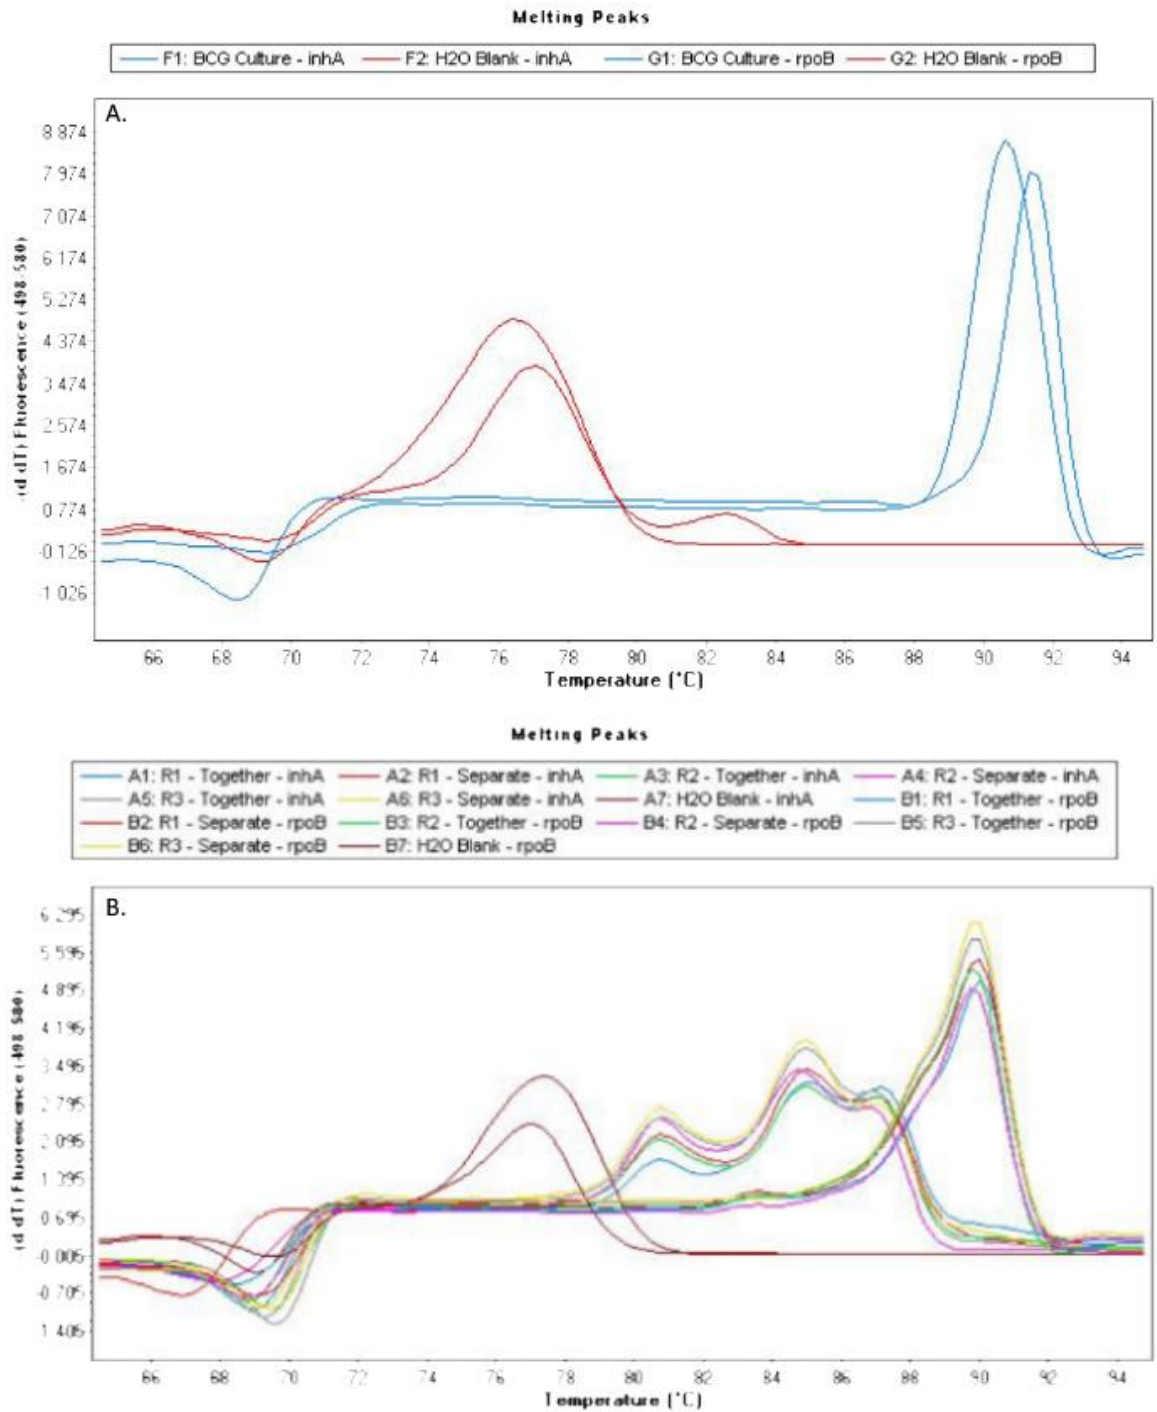 Melting Peaks
F1: BCG Culture - inhA F2: H2O Blank - inhA G1: BCG Culture - rpoB G2: H2O Blank - rpoB
A.
8 874
7 974
7 074
6 174
5 274
4 374
3 474
2 574
1 674
0 774
-0 126
-1 026
-(d dT) Fluorescence (498-580)
66 68 70 72 74 76 78 80 82 84 86 88 90 92 94
Temperature (°C)
Melting Peaks
A1: R1 - Together - inhA A2: R1 - Separate - inhA A3: R2 - Together - inhA A4: R2 - Separate - inhA
A5: R3 - Together - inhA A6: R3 - Separate - inhA A7: H2O Blank - inhA B1: R1 - Together - rpoB
B2: R1 - Separate - rpoB B3: R2 - Together - rpoB B4: R2 - Separate - rpoB B5: R3 - Together - rpoB
B6: R3 - Separate - rpoB B7: H2O Blank - rpoB
B.
6 295
5 595
4 895
4 195
3 495
2 795
2 095
1 395
0 695
-0 005
-0 705
-1 405
-(d dT) Fluorescence (498-580)
66 68 70 72 74 76 78 80 82 84 86 88 90 92 94
Temperature (°C)